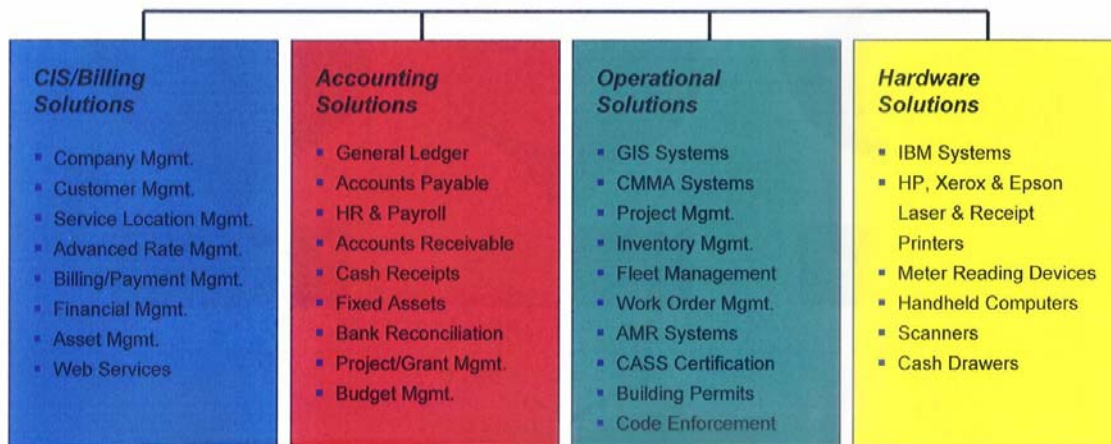 CIS/Billing
Solutions
Company Mgmt.
Customer Mgmt.
Service Location Mgmt.
Advanced Rate Mgmt.
Billing/Payment Mgmt.
Financial Mgmt.
Asset Mgmt.
Web Services
Accounting
Solutions
General Ledger
Accounts Payable
HR & Payroll
Accounts Receivable
Cash Receipts
Fixed Assets
Bank Reconciliation
Project/Grant Mgmt.
Budget Mgmt.
Operational
Solutions
GIS Systems
CMMA Systems
Project Mgmt.
Inventory Mgmt.
Fleet Management
Work Order Mgmt.
AMR Systems
CASS Certification
Building Permits
Code Enforcement
Hardware
Solutions
IBM Systems
HP, Xerox & Epson
Laser & Receipt
Printers
Meter Reading Devices
Handheld Computers
Scanners
Cash Drawers